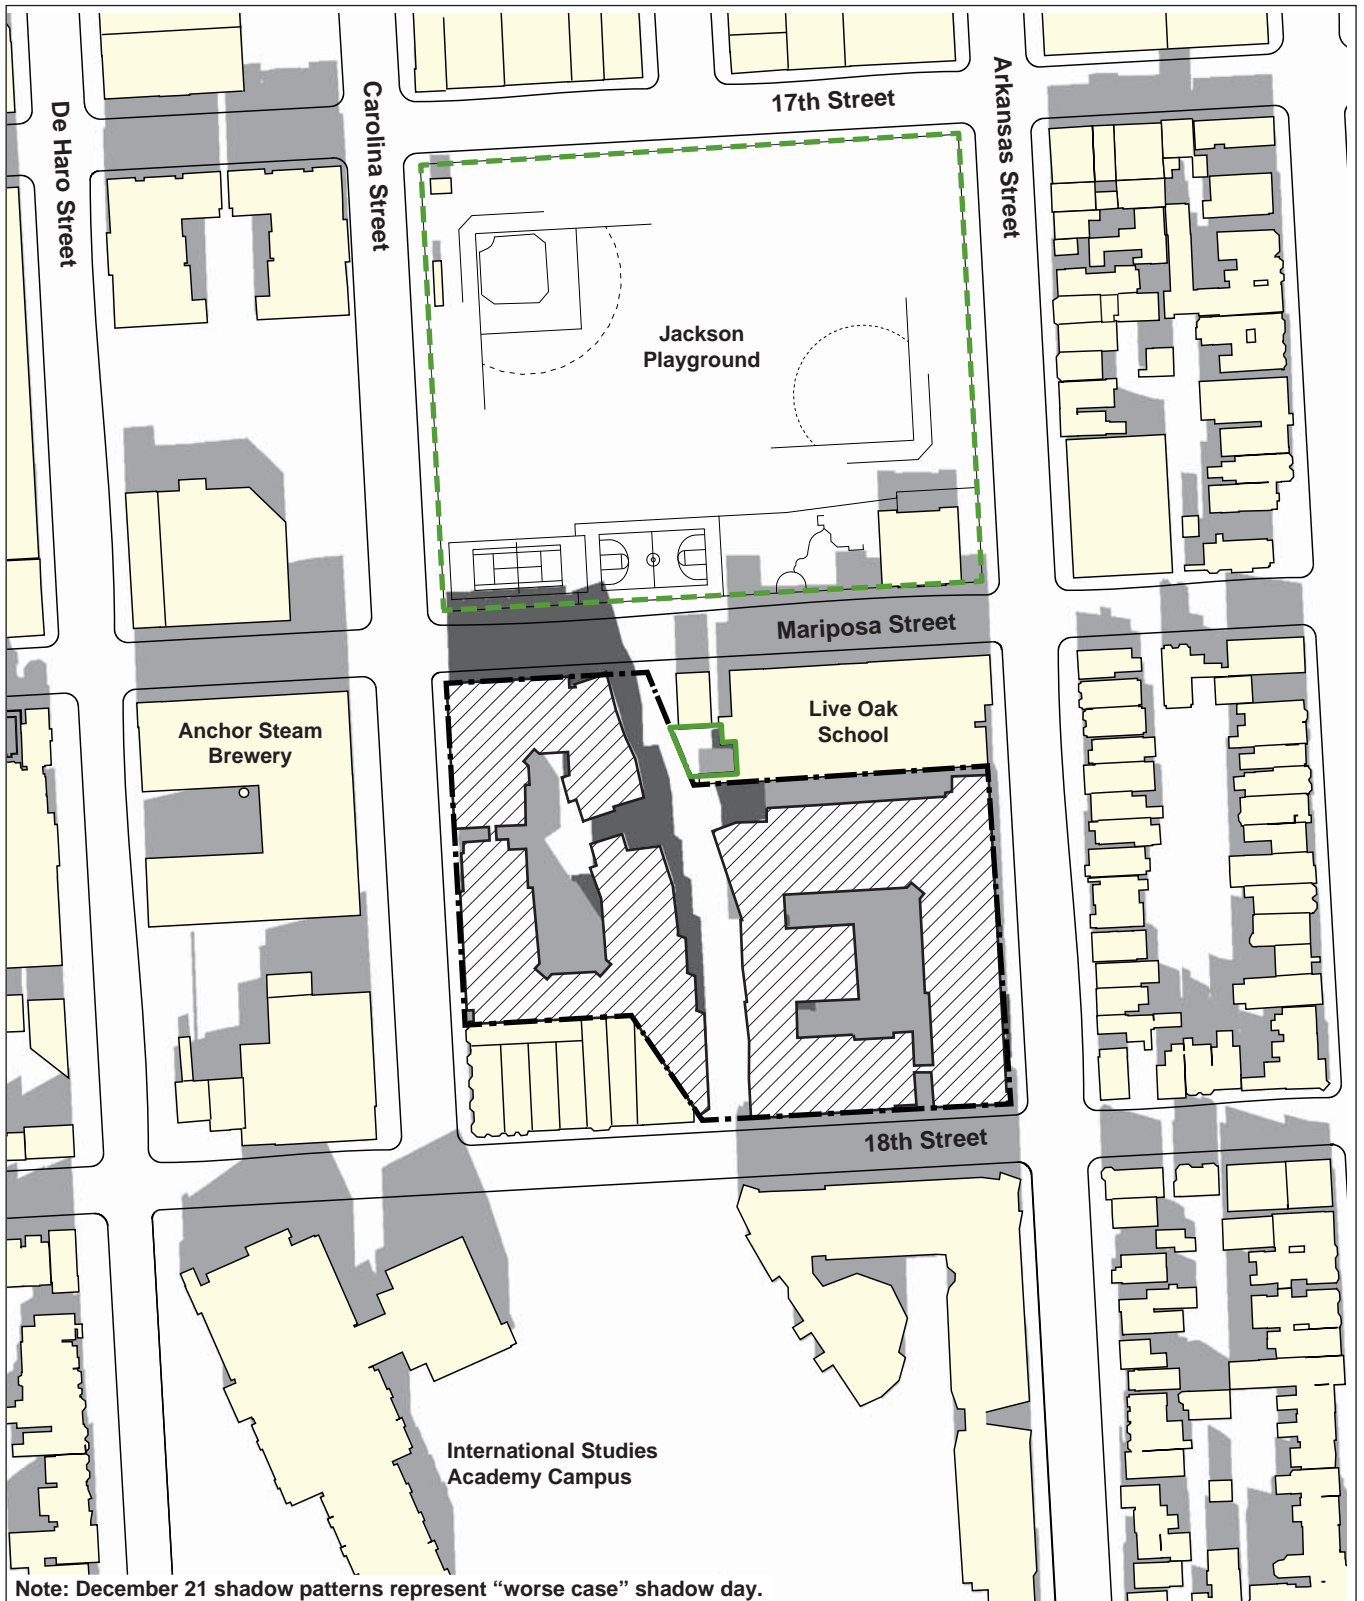 17th Street
De Haro Street
Carolina Street
Arkansas Street
Jackson
Playground
Mariposa Street
Anchor Steam
Brewery
Live Oak
School
18th Street
International Studies
Academy Campus
Note: December 21 shadow patterns represent “worse case” shadow day.